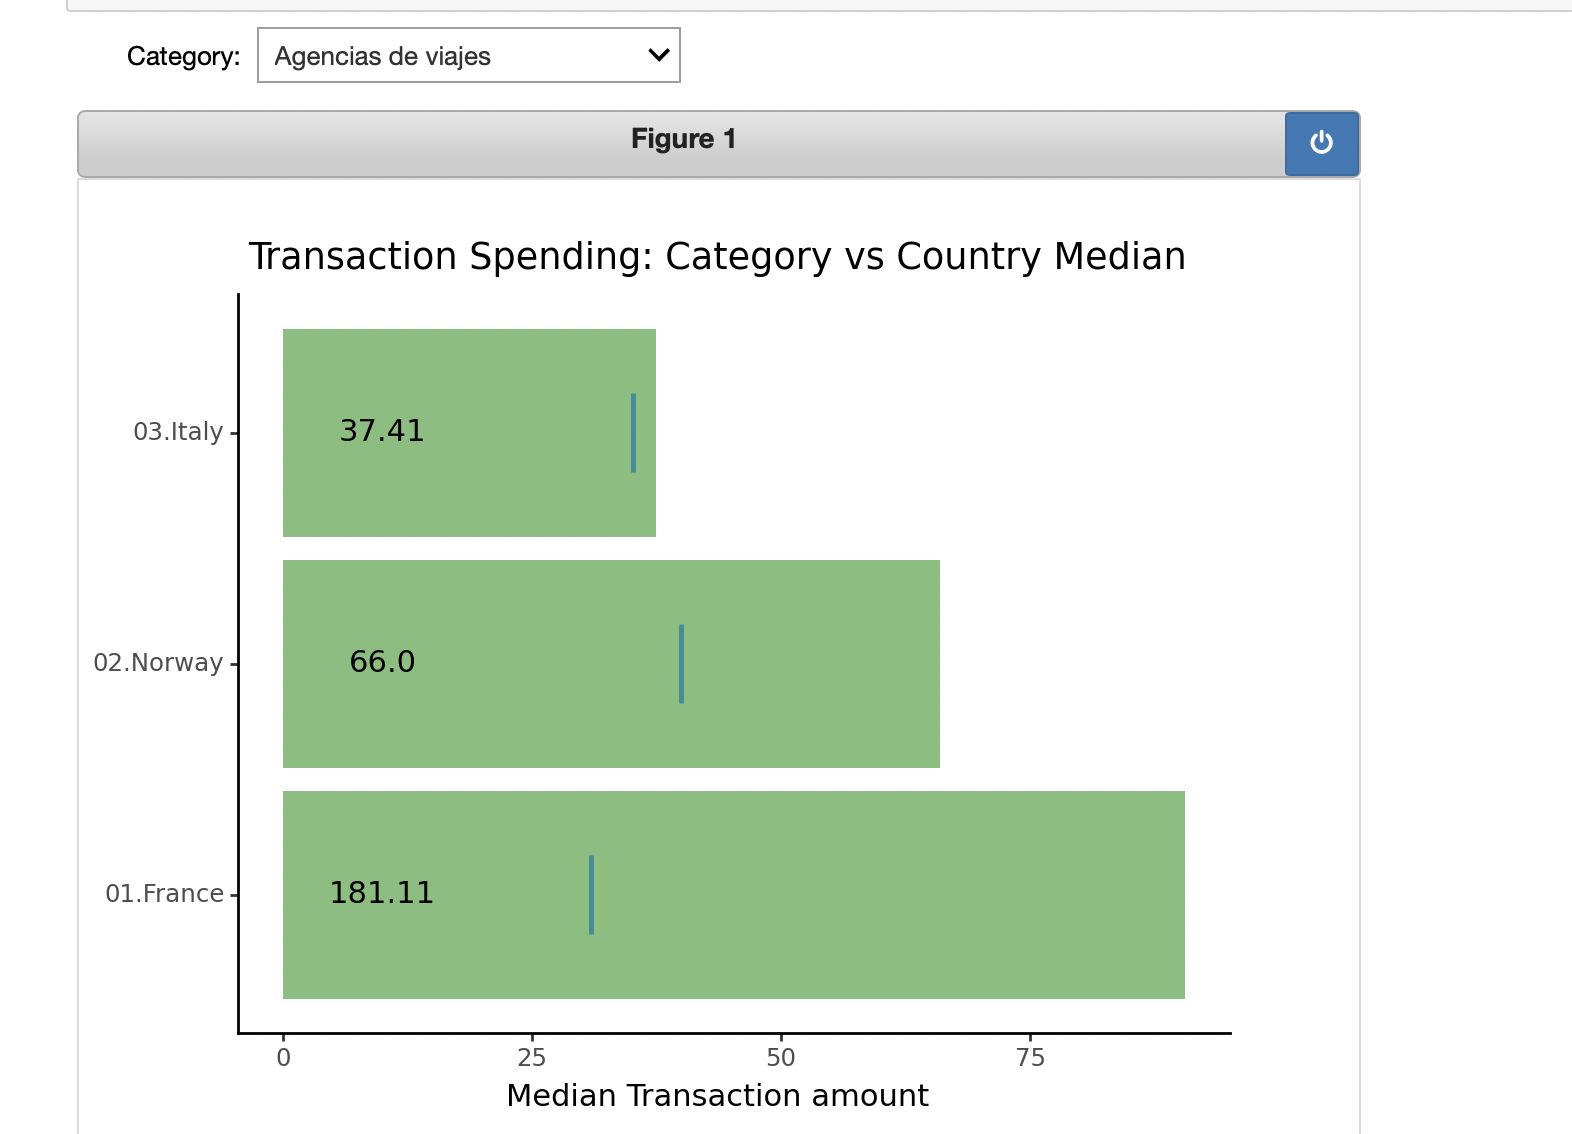 Category: Agencias de viajes
Figure 1
Transaction Spending: Category vs Country Median
03.Italy 37.41
02.Norway 66.0
01.France 181.11
0 25 50 75
Median Transaction amount